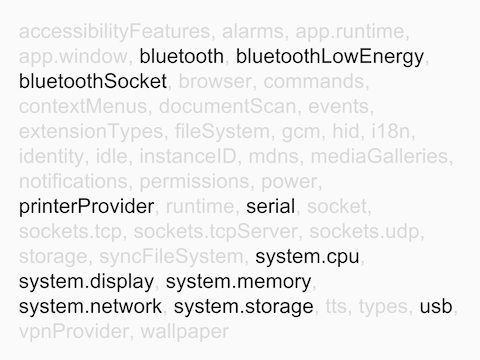 accessibilityFeatures, alarms, app.runtime,
app.window, bluetooth, bluetoothLowEnergy,
bluetoothSocket, browser, commands,
contextMenus, documentScan, events,
extensionTypes, fileSystem, gcm, hid, i18n,
identity, idle, instanceID, mdns, mediaGalleries,
notifications, permissions, power,
printerProvider, runtime, serial, socket,
sockets.tcp, sockets.tcpServer, sockets.udp,
storage, syncFileSystem, system.cpu,
system.display, system.memory,
system.network, system.storage, tts, types, usb,
vpnProvider, wallpaper